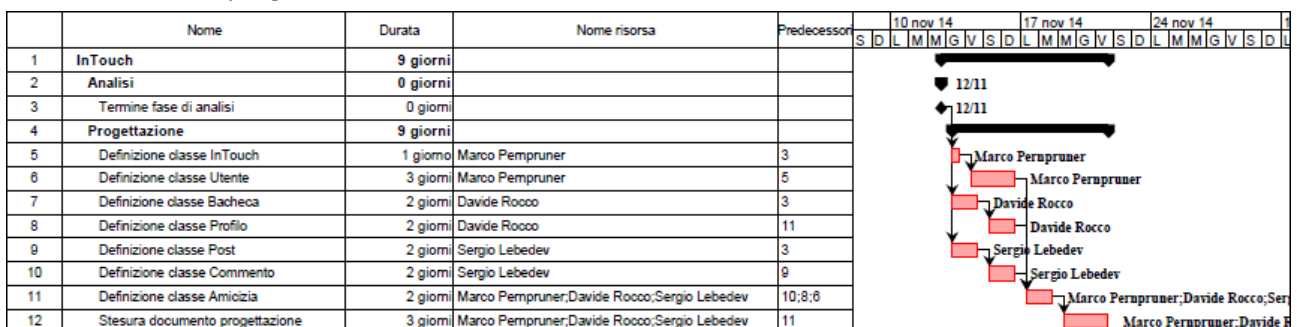 Nome Durata Nome risorsa Predecessori 10 nov 14 17 nov 14 24 nov 14 1
S D L M M G V S D L M M G V S D L M M G V S D L
1 InTouch 9 giorni
2 Analisi 0 giorni 12/11
3 Termine fase di analisi 0 giorni 12/11
4 Progettazione 9 giorni
5 Definizione classe InTouch 1 giorno Marco Pernpruner 3 Marco Pernpruner
6 Definizione classe Utente 3 giorni Marco Pernpruner 5 Marco Pernpruner
7 Definizione classe Bacheca 2 giorni Davide Rocco 3 Davide Rocco
8 Definizione classe Profilo 2 giorni Davide Rocco 11 Davide Rocco
9 Definizione classe Post 2 giorni Sergio Lebedev 3 Sergio Lebedev
10 Definizione classe Commento 2 giorni Sergio Lebedev 9 Sergio Lebedev
11 Definizione classe Amicizia 2 giorni Marco Pernpruner;Davide Rocco;Sergio Lebedev 10;8;6 Marco Pernpruner;Davide Rocco;Ser
12 Stesura documento progettazione 3 giorni Marco Pernpruner;Davide Rocco;Sergio Lebedev 11 Marco Pernpruner;Davide R